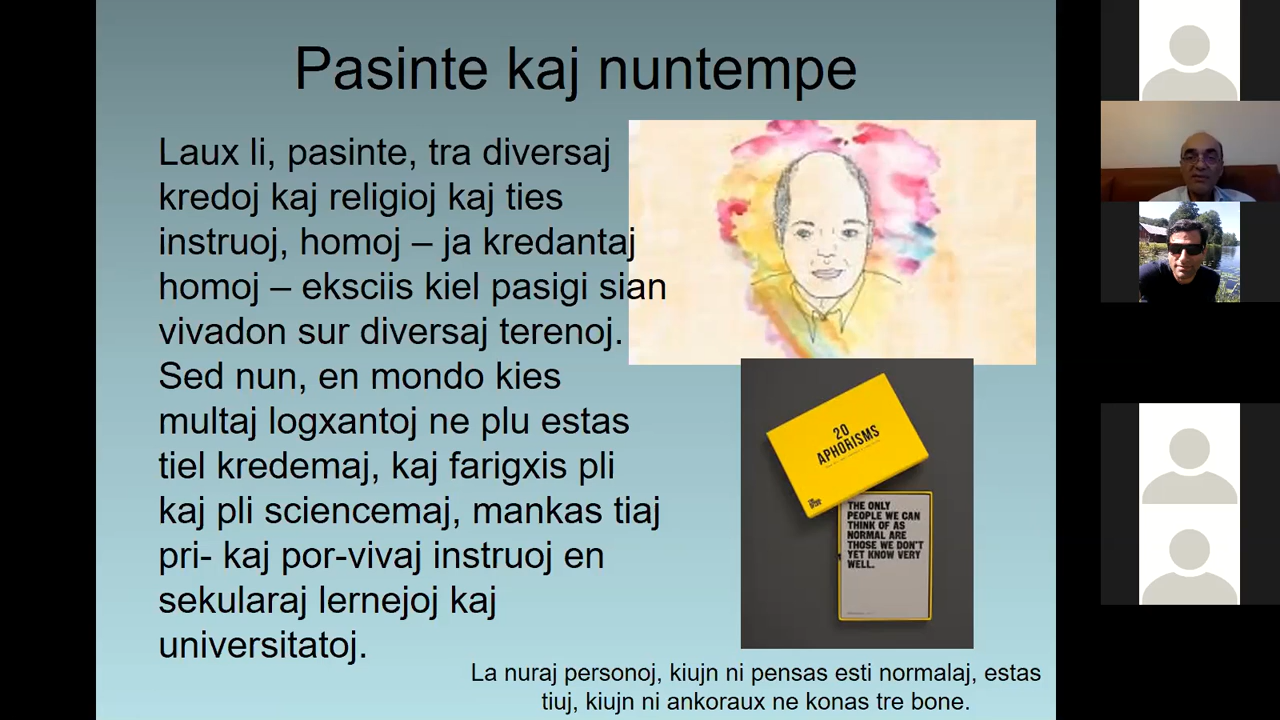 Pasinte kaj nuntempe
Laux li, pasinte, tra diversaj
kredoj kaj religioj kaj ties
instruoj, homoj – ja kredantaj
homoj – eksciis kiel pasigi sian
vivadon sur diversaj terenoj.
Sed nun, en mondo kies
multaj logxantoj ne plu estas
tiel kredemaj, kaj farigxis pli
kaj pli sciencemaj, mankas tiaj
pri- kaj por-vivaj instruoj en
sekularaj lernejoj kaj
universitatoj.
20
APHORISMS
THE ONLY
PEOPLE WE CAN
THINK OF AS
NORMAL ARE
THOSE WE DON'T
YET KNOW VERY
WELL.
La nuraj personoj, kiujn ni pensas esti normalaj, estas
tiuj, kiujn ni ankoraux ne konas tre bone.